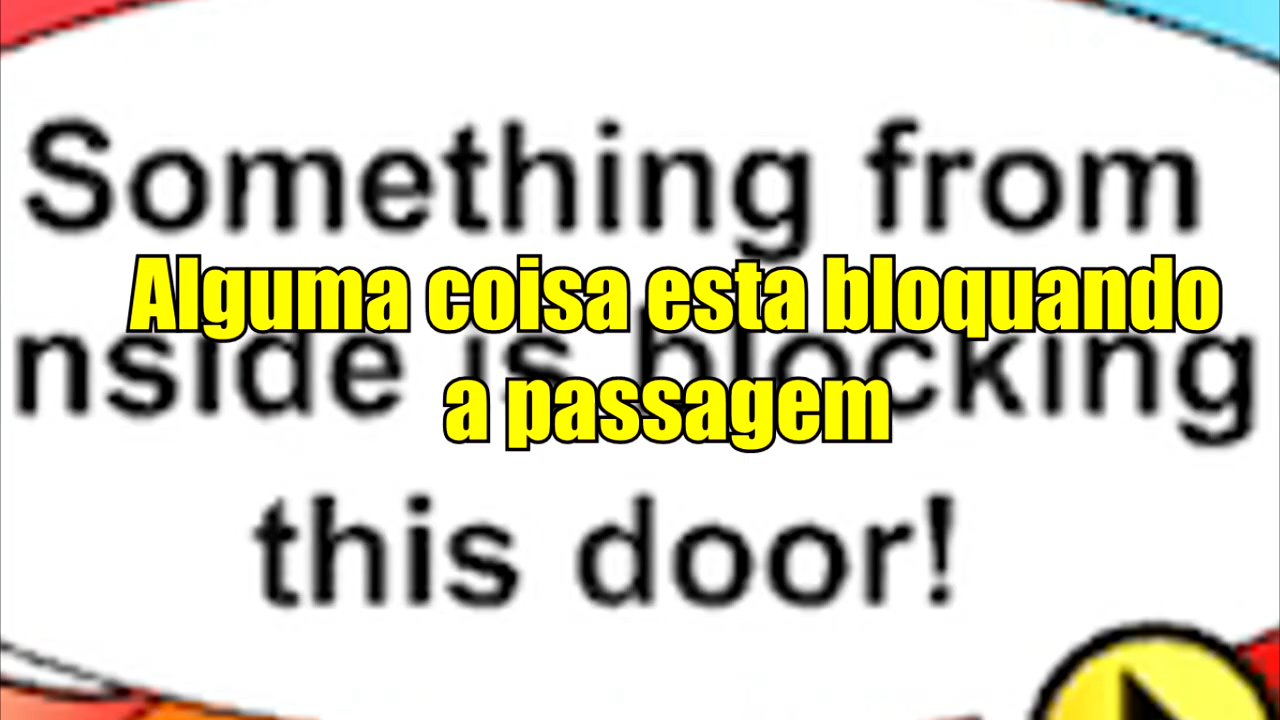 Something from
Alguma coisa esta bloquando
nside is blocking
a passagem
this door!